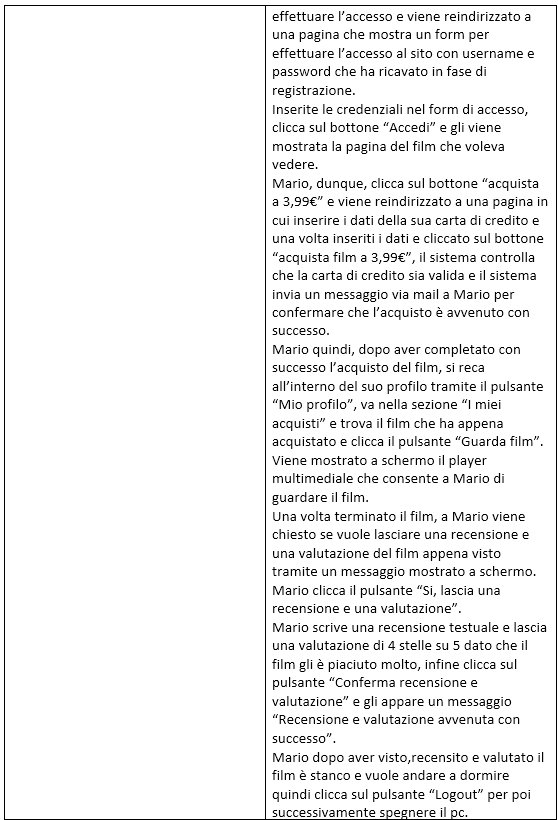 effettuare l’accesso e viene reindirizzato a
una pagina che mostra un form per
effettuare l’accesso al sito con username e
password che ha ricavato in fase di
registrazione.
Inserite le credenziali nel form di accesso,
clicca sul bottone “Accedi” e gli viene
mostrata la pagina del film che voleva
vedere.
Mario, dunque, clicca sul bottone “acquista
a 3,99€” e viene reindirizzato a una pagina in
cui inserire i dati della sua carta di credito e
una volta inseriti i dati e cliccato sul bottone
“acquista film a 3,99€”, il sistema controlla
che la carta di credito sia valida e il sistema
invia un messaggio via mail a Mario per
confermare che l’acquisto è avvenuto con
successo.
Mario quindi, dopo aver completato con
successo l’acquisto del film, si reca
all’interno del suo profilo tramite il pulsante
“Mio profilo”, va nella sezione “I miei
acquisti” e trova il film che ha appena
acquistato e clicca il pulsante “Guarda film”.
Viene mostrato a schermo il player
multimediale che consente a Mario di
guardare il film.
Una volta terminato il film, a Mario viene
chiesto se vuole lasciare una recensione e
una valutazione del film appena visto
tramite un messaggio mostrato a schermo.
Mario clicca il pulsante “Si, lascia una
recensione e una valutazione”.
Mario scrive una recensione testuale e lascia
una valutazione di 4 stelle su 5 dato che il
film gli è piaciuto molto, infine clicca sul
pulsante “Conferma recensione e
valutazione” e gli appare un messaggio
“Recensione e valutazione avvenuta con
successo”.
Mario dopo aver visto,recensito e valutato il
film è stanco e vuole andare a dormire
quindi clicca sul pulsante “Logout” per poi
successivamente spegnere il pc.